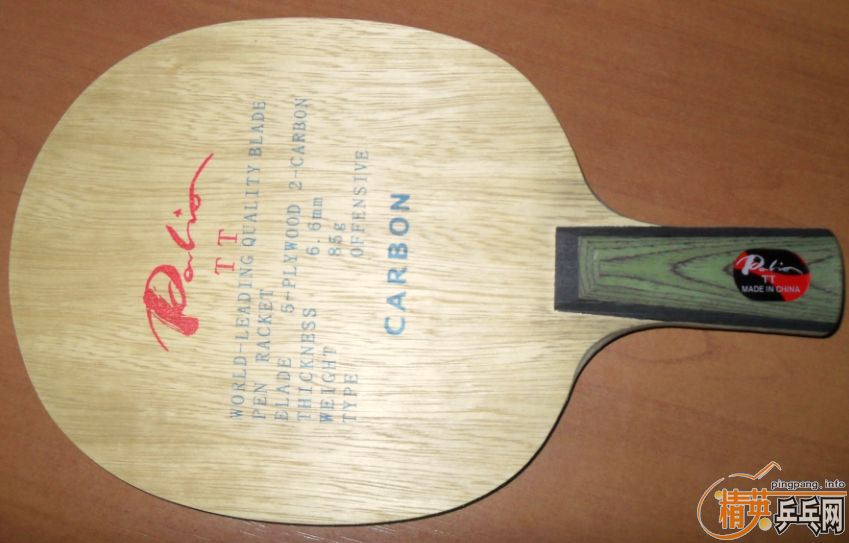 Palio
TT
WORLD-LEADING QUALITY BLADE
PEN RACKET
ELADE 5-PLYWOOD 2-CARBON
THICKNESS 6.6mm
WEIGHT 85g
TYPE OFFENSIVE
CARBON
Palio
TT
MADE IN CHINA
pingpang.info
精英乒乓网